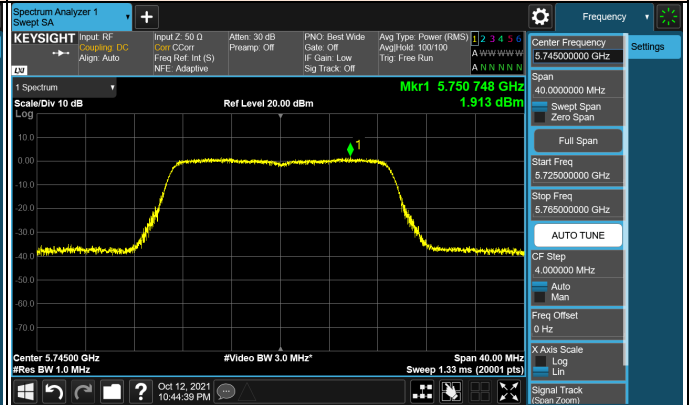 Spectrum Analyzer 1
Swept SA
Frequency
KEYSIGHT
Input: RF
Coupling: DC
Align: Auto
Input Z: 50 Ω
Corr CCorr
Freq Ref: Int (S)
NFE: Adaptive
Atten: 30 dB
Preamp: Off
PNO: Best Wide
Gate: Off
IF Gain: Low
Sig Track: Off
Avg Type: Power (RMS)
Avg|Hold: 100/100
Trig: Free Run
1 2 3 4 5 6
A W W W W W
A N N N N N
LXI
1 Spectrum
Scale/Div 10 dB
Log
Ref Level 20.00 dBm
Mkr1 5.750 748 GHz
1.913 dBm
10.0
0.00
-10.0
-20.0
-30.0
-40.0
-50.0
-60.0
-70.0
1
Center 5.74500 GHz
#Res BW 1.0 MHz
#Video BW 3.0 MHz*
Span 40.00 MHz
Sweep 1.33 ms (20001 pts)
Oct 12, 2021
10:44:39 PM
?
Center Frequency
5.745000000 GHz
Settings
Span
40.0000000 MHz
Swept Span
Zero Span
Full Span
Start Freq
5.725000000 GHz
Stop Freq
5.765000000 GHz
AUTO TUNE
CF Step
4.000000 MHz
Auto
Man
Freq Offset
0 Hz
X Axis Scale
Log
Lin
Signal Track
(Span Zoom)